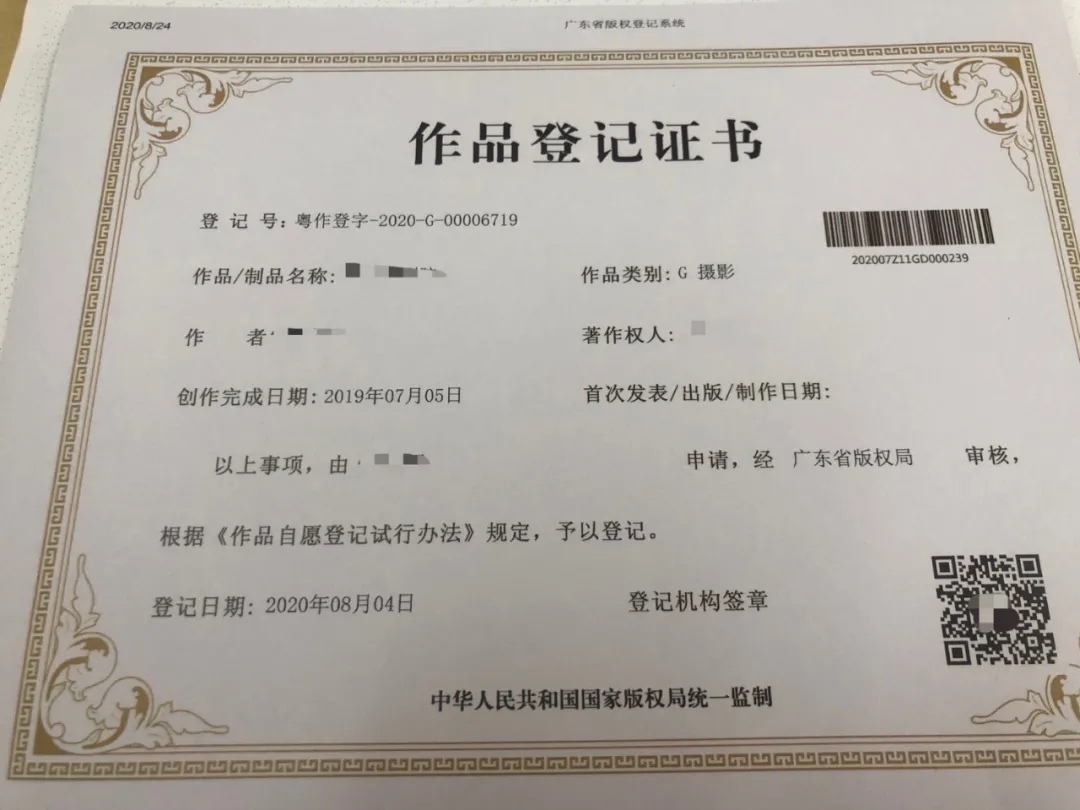 2020/8/24 广东省版权登记系统
作品登记证书
登 记 号: 粤作登字-2020-G-00006719
202007Z11GD000239
作品/制品名称: 作品类别: G 摄影
作 者 著作权人:
创作完成日期: 2019年07月05日 首次发表/出版/制作日期:
以上事项, 由 申请, 经 广东省版权局 审核,
根据《作品自愿登记试行办法》规定, 予以登记。
登记日期: 2020年08月04日 登记机构签章
中华人民共和国国家版权局统一监制